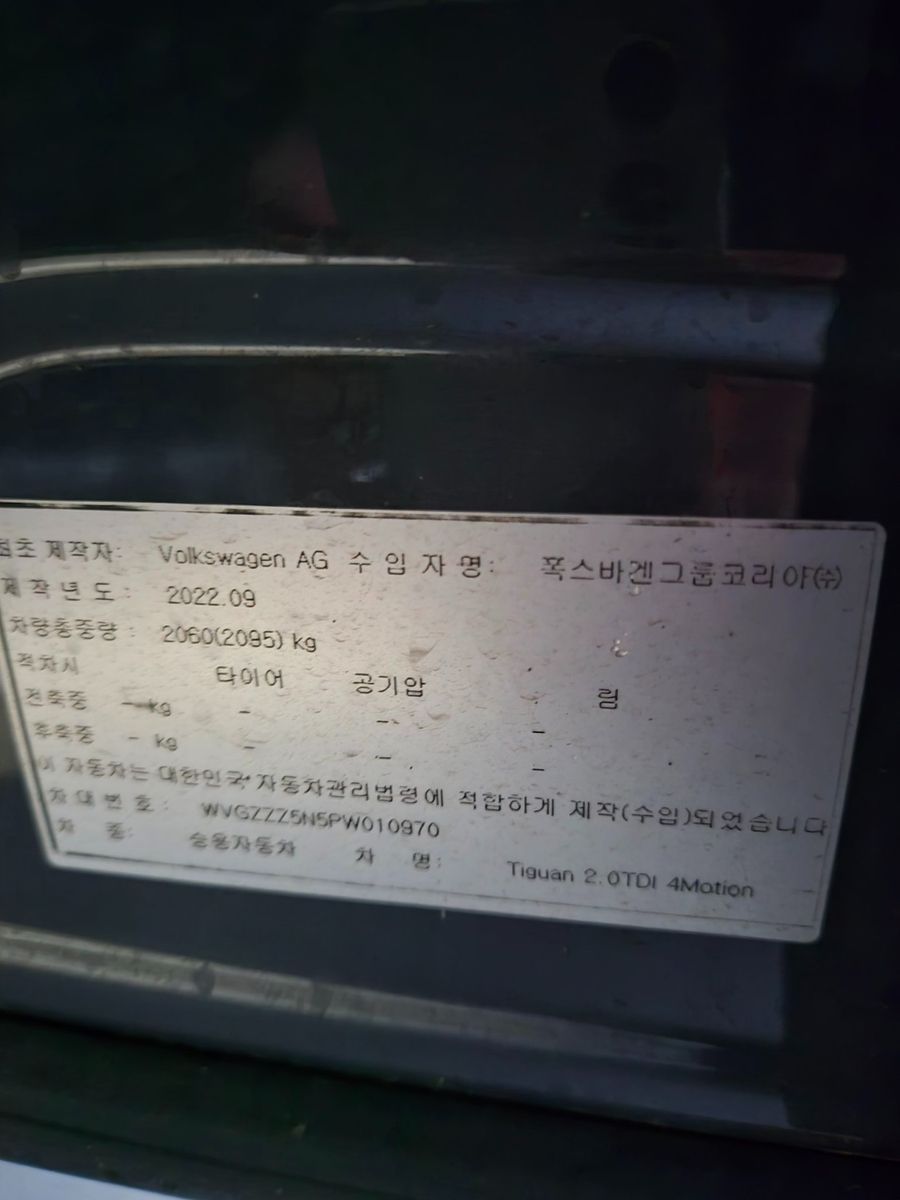 최초 제작자: Volkswagen AG 수 입 자 명: 폭스바겐그룹코리아㈜
제 작 년 도 : 2022.09
차량총중량 : 2060(2095) kg
적차시 타이어 공기압 림
전축중 - kg - - -
후축중 - kg - - -
이 자동차는 대한민국 자동차관리법령에 적합하게 제작(수입)되었습니다
차 대 번 호 : WVGZZZ5N5PW010970
차 종: 승용자동차 차 명: Tiguan 2.0TDI 4Motion